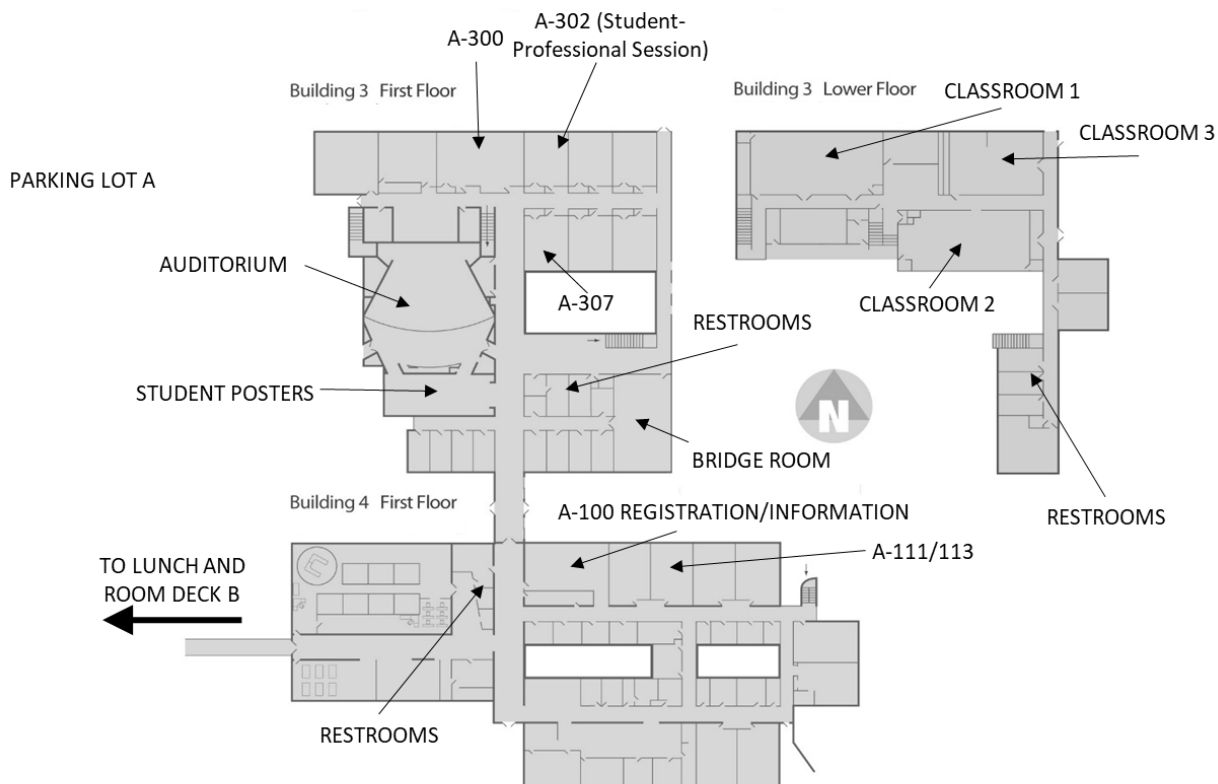 A-300
A-302 (Student-
Professional Session)
Building 3 First Floor
Building 3 Lower Floor
CLASSROOM 1
CLASSROOM 3
PARKING LOT A
AUDITORIUM
A-307
CLASSROOM 2
RESTROOMS
STUDENT POSTERS
N
BRIDGE ROOM
Building 4 First Floor
A-100 REGISTRATION/INFORMATION
RESTROOMS
A-111/113
TO LUNCH AND
ROOM DECK B
RESTROOMS